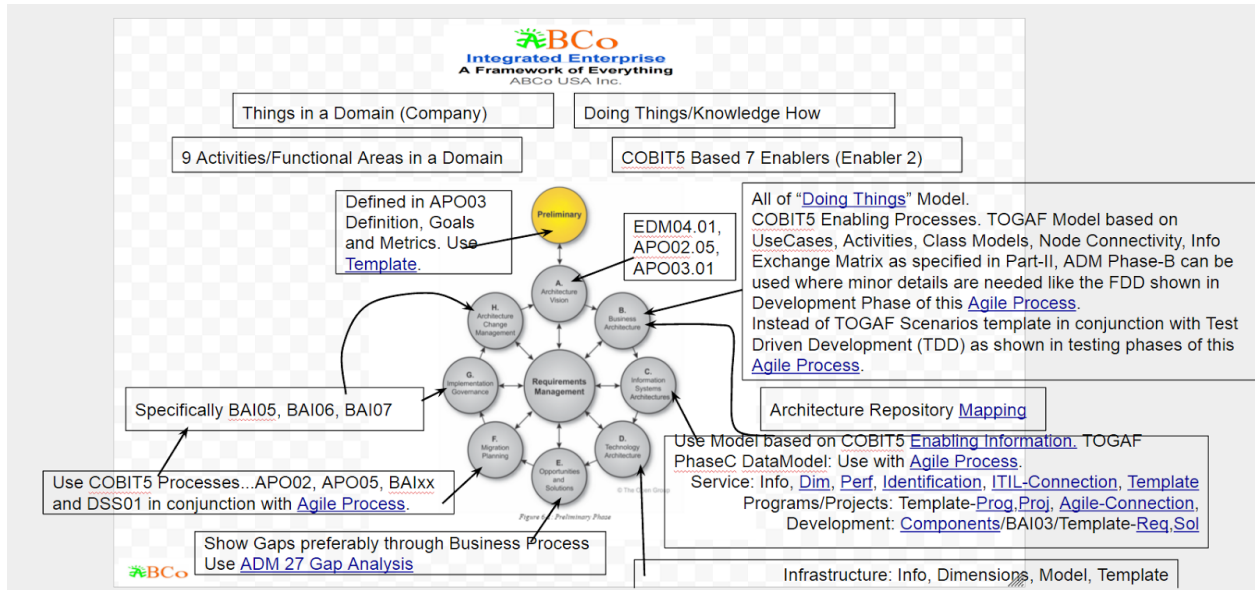 ABCo
Integrated Enterprise
A Framework of Everything
ABCo USA Inc.
Things in a Domain (Company)
Doing Things/Knowledge How
9 Activities/Functional Areas in a Domain
COBIT5 Based 7 Enablers (Enabler 2)
Defined in APO03
Definition, Goals
and Metrics. Use
Template.
Preliminary
EDM04.01,
APO02.05,
APO03.01
All of “Doing Things” Model.
COBIT5 Enabling Processes. TOGAF Model based on
UseCases, Activities, Class Models, Node Connectivity, Info
Exchange Matrix as specified in Part-II, ADM Phase-B can be
used where minor details are needed like the FDD shown in
Development Phase of this Agile Process.
Instead of TOGAF Scenarios template in conjunction with Test
Driven Development (TDD) as shown in testing phases of this
Agile Process.
A.
Architecture
Vision
H.
Architecture
Change
Management
B.
Business
Architecture
G.
Implementation
Governance
Requirements
Management
C.
Information
Systems
Architectures
F.
Migration
Planning
D.
Technology
Architecture
E.
Opportunities
and
Solutions
© The Open Group
Figure 6-1: Preliminary Phase
Specifically BAI05, BAI06, BAI07
Architecture Repository Mapping
Use COBIT5 Processes...APO02, APO05, BAIxx
and DSS01 in conjunction with Agile Process.
Use Model based on COBIT5 Enabling Information. TOGAF
PhaseC DataModel: Use with Agile Process.
Service: Info, Dim, Perf, Identification, ITIL-Connection, Template
Programs/Projects: Template-Prog,Proj, Agile-Connection,
Development: Components/BAI03/Template-Req,Sol
Show Gaps preferably through Business Process
Use ADM 27 Gap Analysis
Infrastructure: Info, Dimensions, Model, Template
ABCo